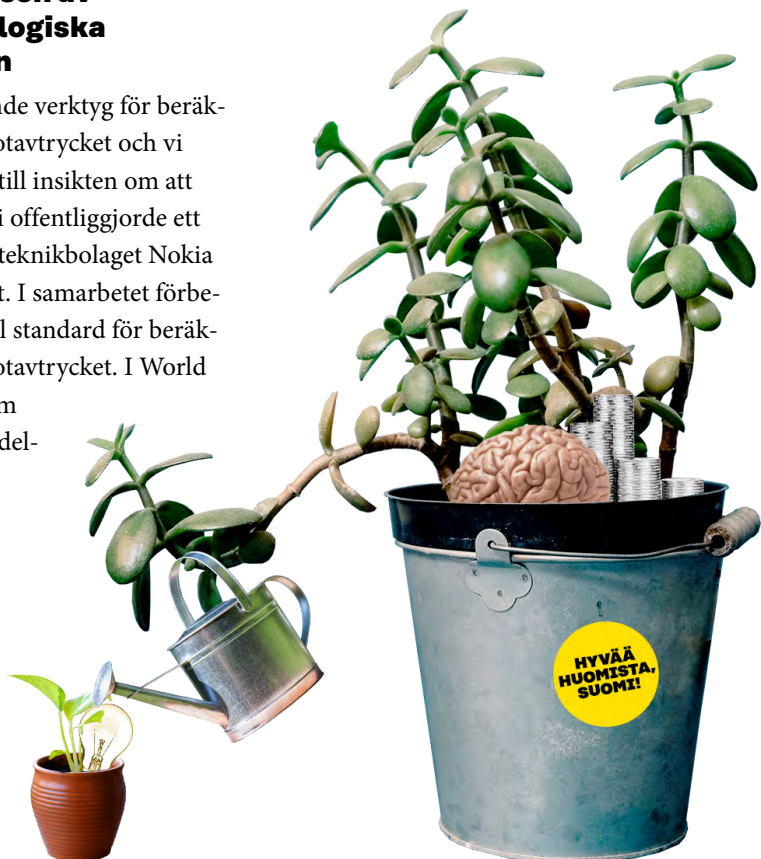 logiska
n
nde verktyg för beräk-
otavtrycket och vi
till insikten om att
i offentliggjorde ett
teknikbolaget Nokia
t. I samarbetet förbe-
l standard för beräk-
otavtrycket. I World
m
del-
HYVÄÄ
HUOMISTA,
SUOMI!